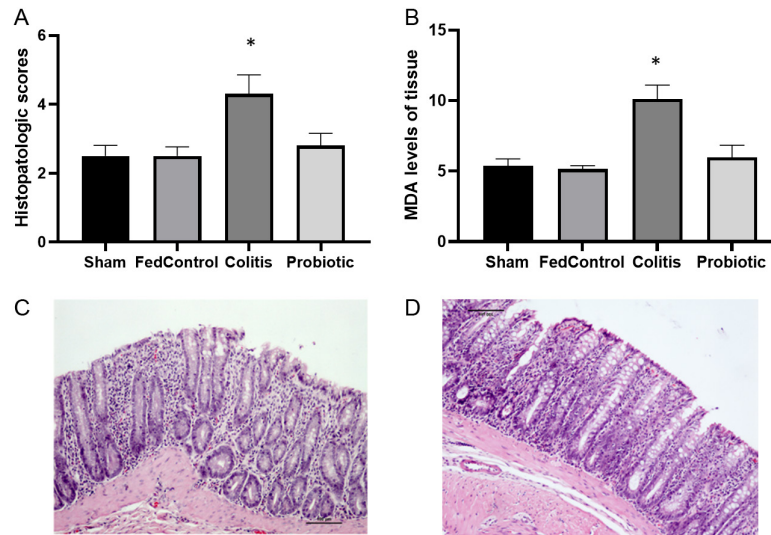 A
Histopatologic scores
6
4
2
0
*
Sham FedControl Colitis Probiotic
B
MDA levels of tissue
15
10
5
0
*
Sham FedControl Colitis Probiotic
C
D